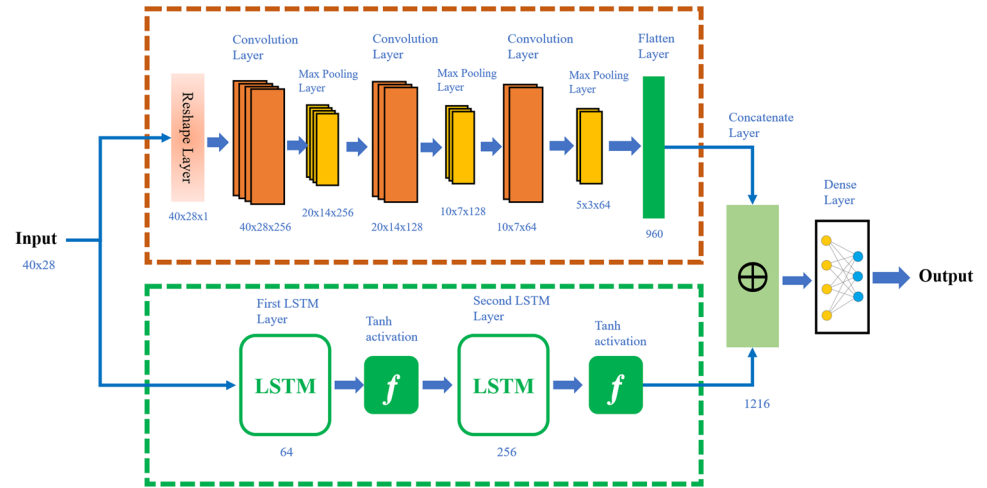 Convolution
Layer
Convolution
Layer
Convolution
Layer
Flatten
Layer
Max Pooling
Layer
Max Pooling
Layer
Max Pooling
Layer
Reshape Layer
40x28x1
40x28x256
20x14x256
20x14x128
10x7x128
10x7x64
5x3x64
960
Concatenate
Layer
Dense
Layer
Input
40x28
⊕
Output
First LSTM
Layer
Tanh
activation
Second LSTM
Layer
Tanh
activation
LSTM
f
LSTM
f
64
256
1216